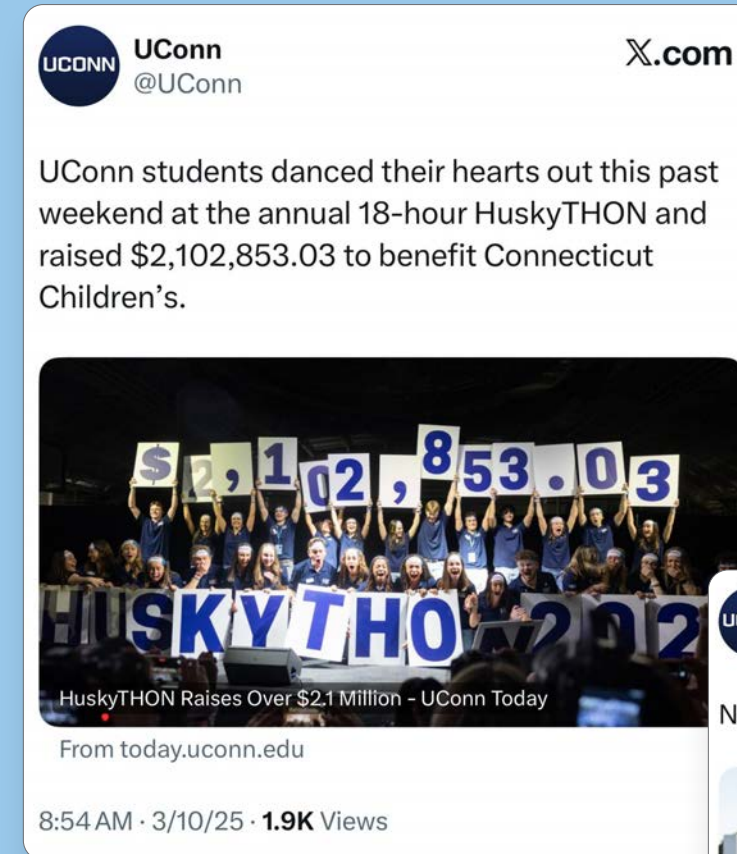 UCONN
UConn
@UConn
X.com
UConn students danced their hearts out this past
weekend at the annual 18-hour HuskyTHON and
raised $2,102,853.03 to benefit Connecticut
Children's.
$2,102,853.03
HUSKYTHON 202
HuskyTHON Raises Over $2.1 Million - UConn Today
From today.uconn.edu
8:54 AM · 3/10/25 · 1.9K Views